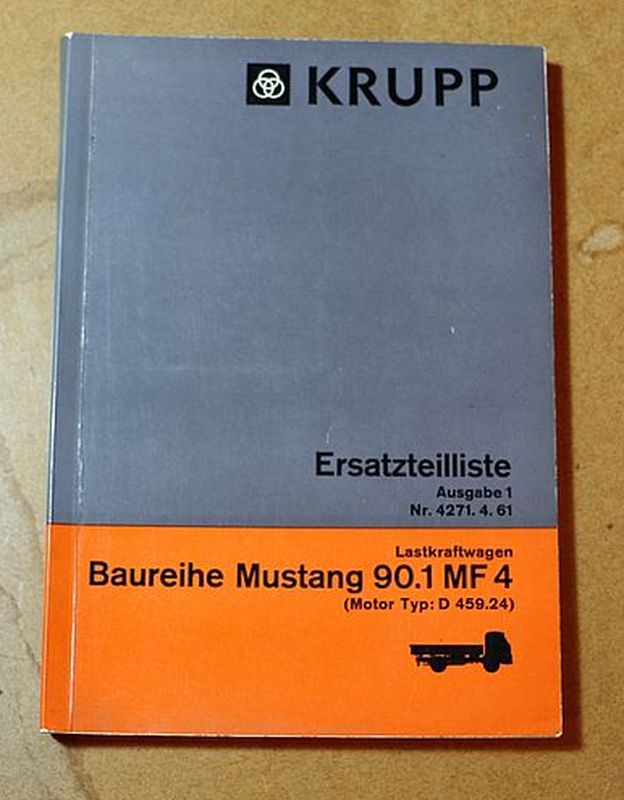 KRUPP
Ersatzteilliste
Ausgabe 1
Nr. 4271. 4. 61
Lastkraftwagen
Baureihe Mustang 90.1 MF 4
(Motor Typ: D 459.24)